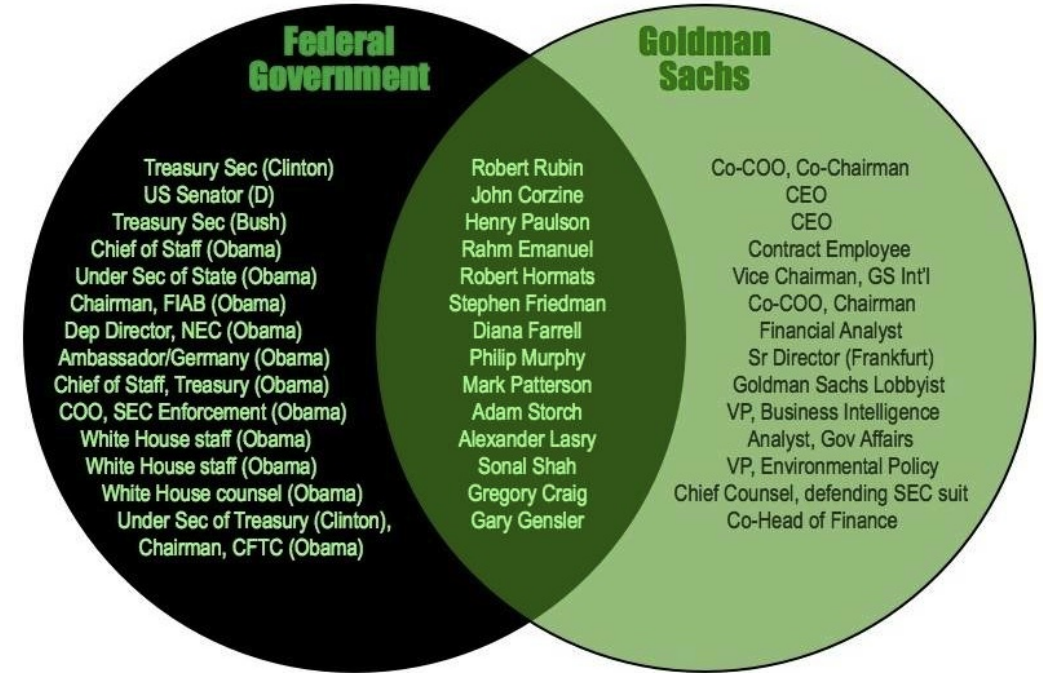 Federal
Government
Goldman
Sachs
Treasury Sec (Clinton) Robert Rubin Co-COO, Co-Chairman
US Senator (D) John Corzine CEO
Treasury Sec (Bush) Henry Paulson CEO
Chief of Staff (Obama) Rahm Emanuel Contract Employee
Under Sec of State (Obama) Robert Hormats Vice Chairman, GS Int'l
Chairman, FIAB (Obama) Stephen Friedman Co-COO, Chairman
Dep Director, NEC (Obama) Diana Farrell Financial Analyst
Ambassador/Germany (Obama) Philip Murphy Sr Director (Frankfurt)
Chief of Staff, Treasury (Obama) Mark Patterson Goldman Sachs Lobbyist
COO, SEC Enforcement (Obama) Adam Storch VP, Business Intelligence
White House staff (Obama) Alexander Lasry Analyst, Gov Affairs
White House staff (Obama) Sonal Shah VP, Environmental Policy
White House counsel (Obama) Gregory Craig Chief Counsel, defending SEC suit
Under Sec of Treasury (Clinton), Gary Gensler Co-Head of Finance
Chairman, CFTC (Obama)